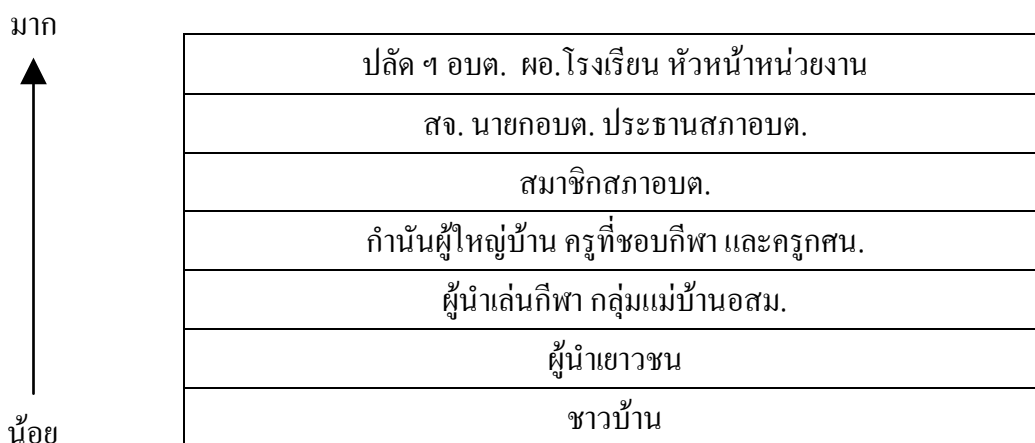 มาก
ปลัด ฯ อบต. ผอ.โรงเรียน หัวหน้าหน่วยงาน
สจ. นายกอบต. ประธานสภาอบต.
สมาชิกสภาอบต.
กำนันผู้ใหญ่บ้าน ครูที่ชอบกีฬา และครูกศน.
ผู้นำเล่นกีฬา กลุ่มแม่บ้านอสม.
ผู้นำเยาวชน
ชาวบ้าน
น้อย